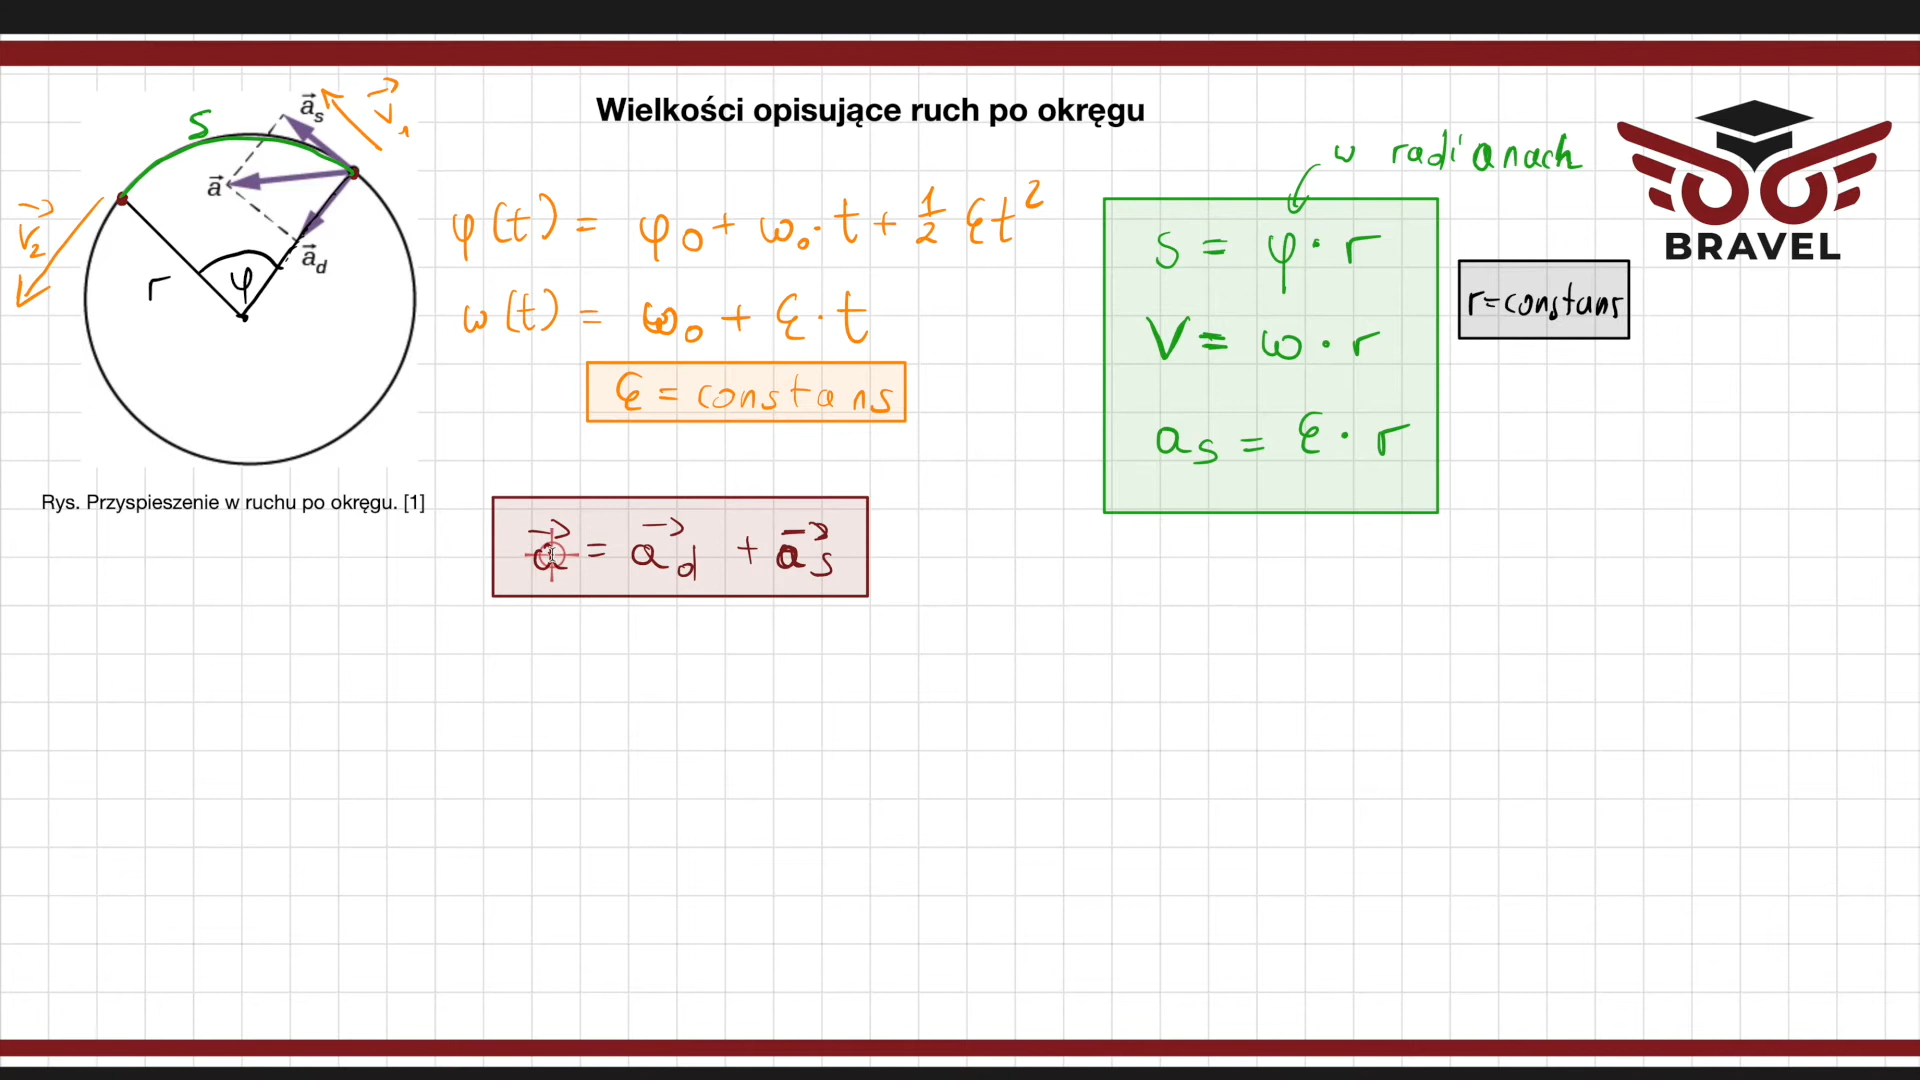 Wielkości opisujące ruch po okręgu
S
a⃗s
v⃗₁
a⃗
v⃗₂
a⃗d
r
φ
Rys. Przyspieszenie w ruchu po okręgu. [1]
φ(t) = φ₀ + ω₀·t + ½ εt²
ω(t) = ω₀ + ε·t
ε = constans
a⃗ = a⃗d + a⃗s
w radianach
S = φ·r
V = ω·r
as = ε·r
r=constans
BRAVEL